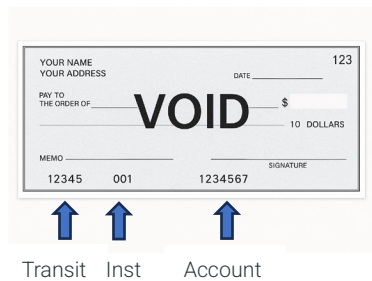 YOUR NAME 123
YOUR ADDRESS
DATE
PAY TO
THE ORDER OF VOID $
10 DOLLARS
MEMO
SIGNATURE
12345 001 1234567
Transit Inst Account